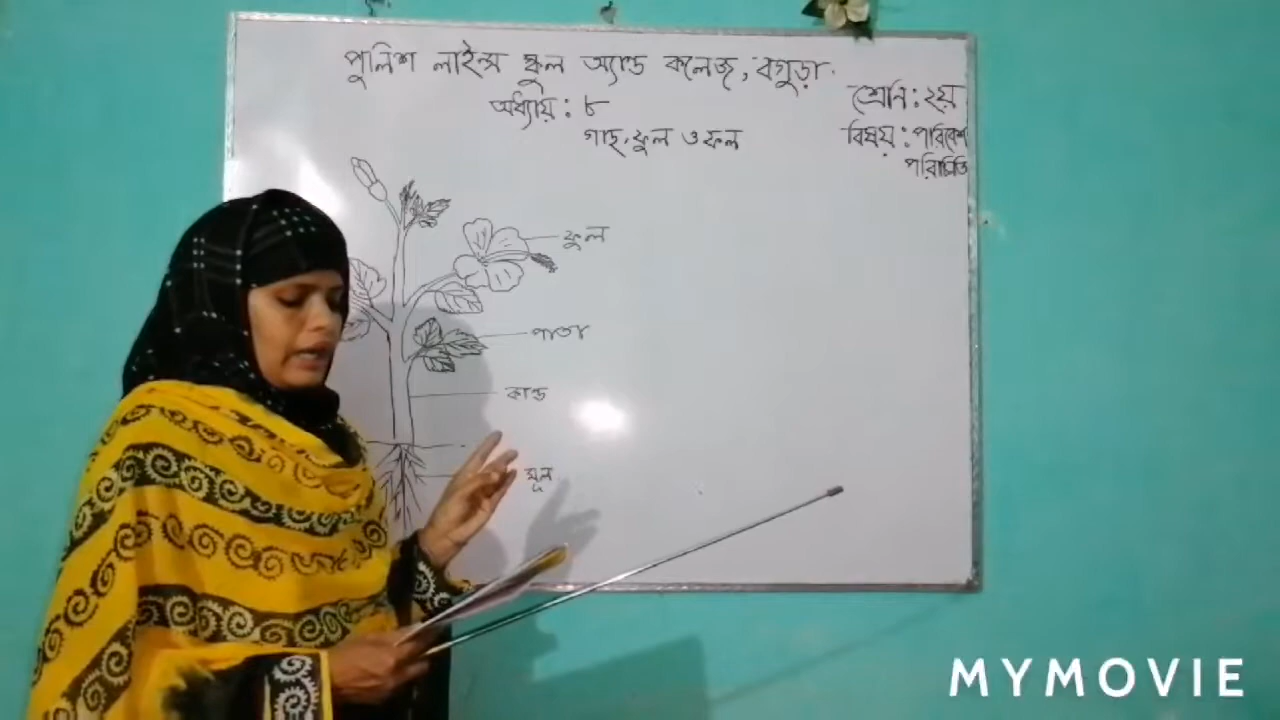 পুলিশ লাইন্স স্কুল অ্যান্ড কলেজ, বগুড়া.
অধ্যায় : ৮
শ্রেনি : ২য়
গাছ, ফুল ও ফল
বিষয় : পরিবেশ
পরিচিতি
ফুল
পাতা
কান্ড
মূল
MYMOVIE